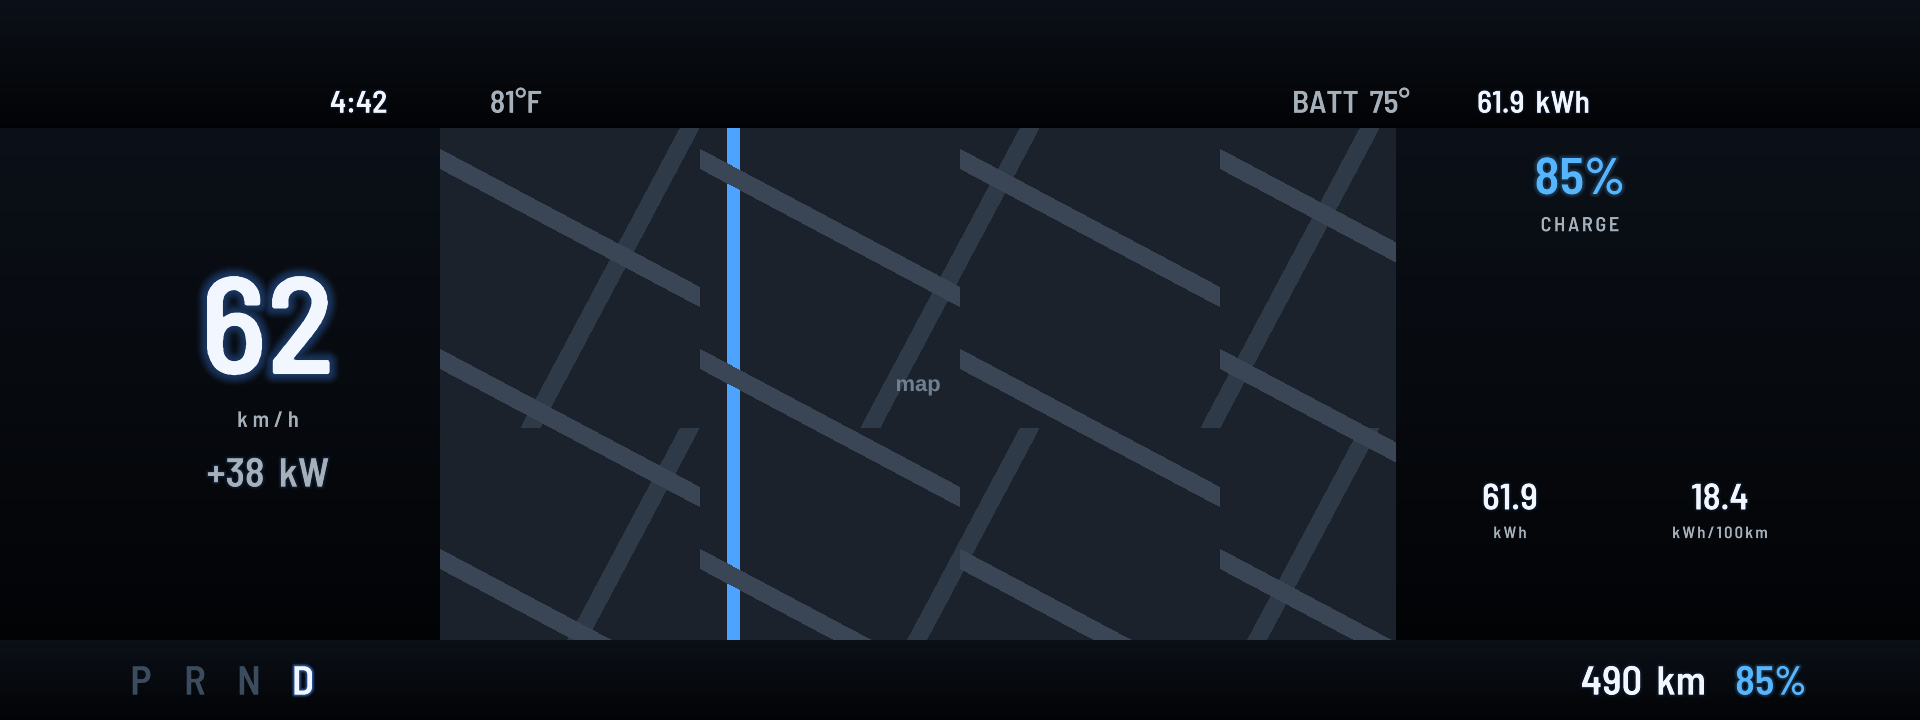 4:42 81°F BATT 75° 61.9 kWh
85%
CHARGE
62
km/h
+38 kW
map
61.9 18.4
kWh kWh/100km
P R N D 490 km 85%